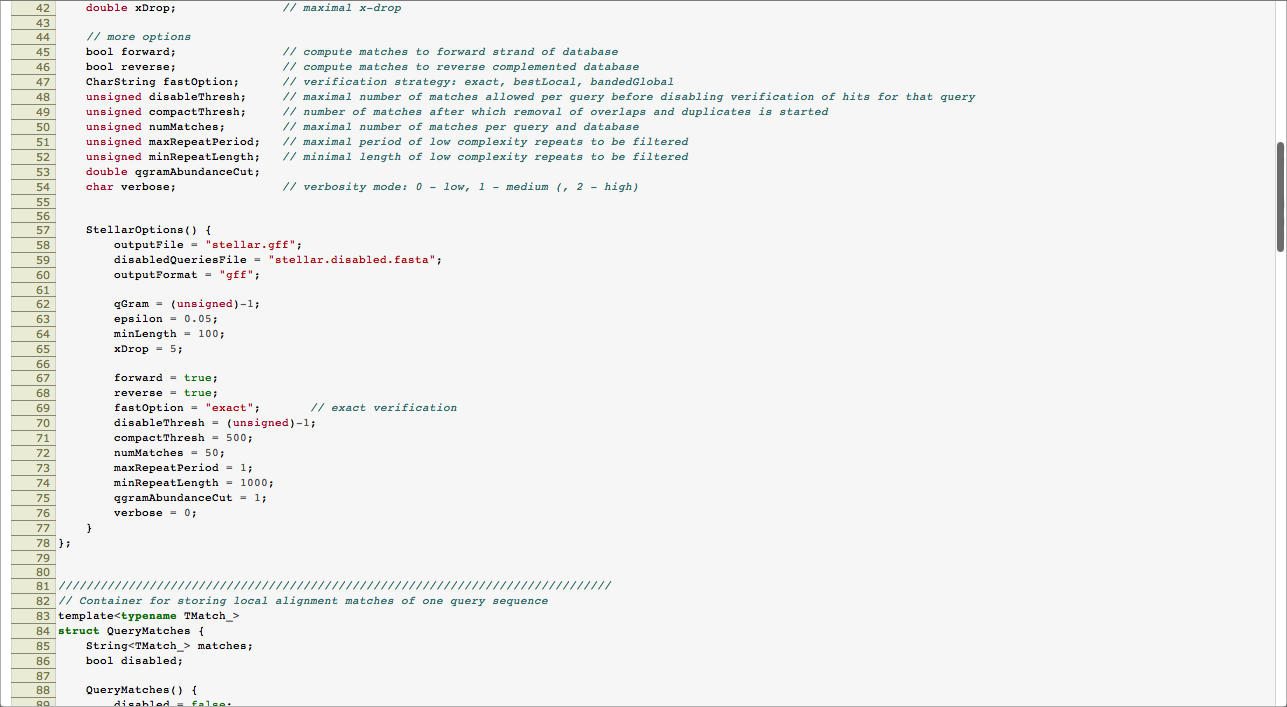 42 double xDrop; // maximal x-drop
43
44 // more options
45 bool forward; // compute matches to forward strand of database
46 bool reverse; // compute matches to reverse complemented database
47 CharString fastOption; // verification strategy: exact, bestLocal, bandedGlobal
48 unsigned disableThresh; // maximal number of matches allowed per query before disabling verification of hits for that query
49 unsigned compactThresh; // number of matches after which removal of overlaps and duplicates is started
50 unsigned numMatches; // maximal number of matches per query and database
51 unsigned maxRepeatPeriod; // maximal period of low complexity repeats to be filtered
52 unsigned minRepeatLength; // minimal length of low complexity repeats to be filtered
53 double qgramAbundanceCut;
54 char verbose; // verbosity mode: 0 - low, 1 - medium (, 2 - high)
55
56
57 StellarOptions() {
58 outputFile = "stellar.gff";
59 disabledQueriesFile = "stellar.disabled.fasta";
60 outputFormat = "gff";
61
62 qGram = (unsigned)-1;
63 epsilon = 0.05;
64 minLength = 100;
65 xDrop = 5;
66
67 forward = true;
68 reverse = true;
69 fastOption = "exact"; // exact verification
70 disableThresh = (unsigned)-1;
71 compactThresh = 500;
72 numMatches = 50;
73 maxRepeatPeriod = 1;
74 minRepeatLength = 1000;
75 qgramAbundanceCut = 1;
76 verbose = 0;
77 }
78 };
79
80
81 ///////////////////////////////////////////////////////////////////////////////
82 // Container for storing local alignment matches of one query sequence
83 template<typename TMatch_>
84 struct QueryMatches {
85 String<TMatch_> matches;
86 bool disabled;
87
88 QueryMatches() {
89 disabled = false;